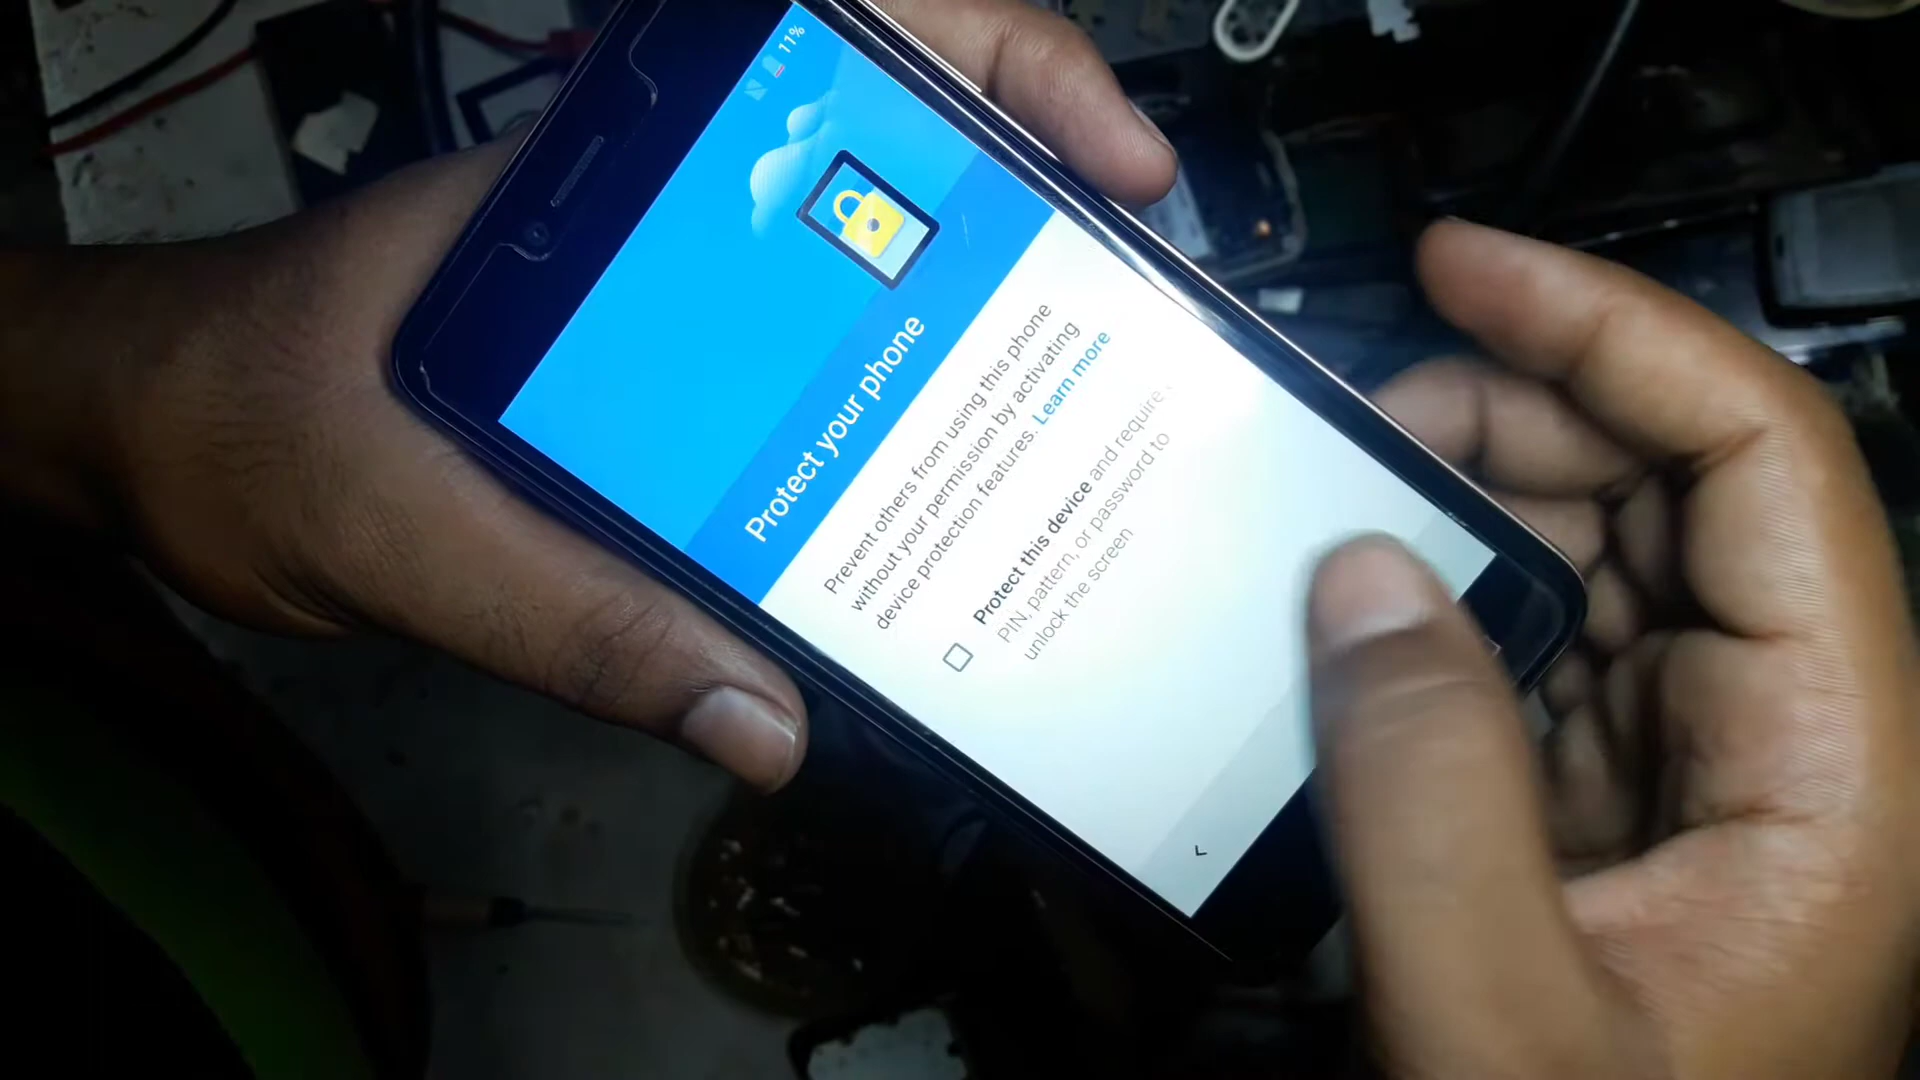 11%
Protect your phone
Prevent others from using this phone
without your permission by activating
device protection features. Learn more
Protect this device and require
PIN, pattern, or password to
unlock the screen